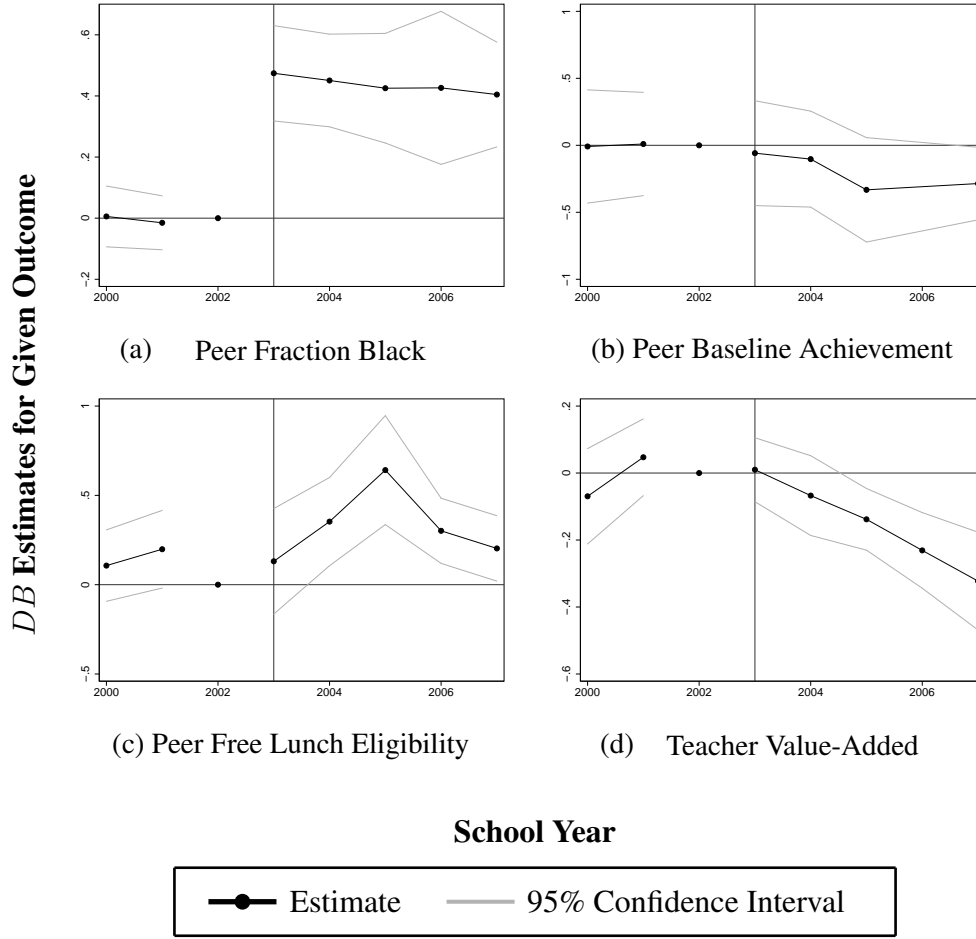 DB Estimates for Given Outcome
.6
.4
.2
0
-.2
2000 2002 2004 2006
(a) Peer Fraction Black
1
.5
0
-.5
-1
2000 2002 2004 2006
(b) Peer Baseline Achievement
1
.5
0
-.5
2000 2002 2004 2006
(c) Peer Free Lunch Eligibility
.2
0
-.2
-.4
-.6
2000 2002 2004 2006
(d) Teacher Value-Added
School Year
Estimate 95% Confidence Interval